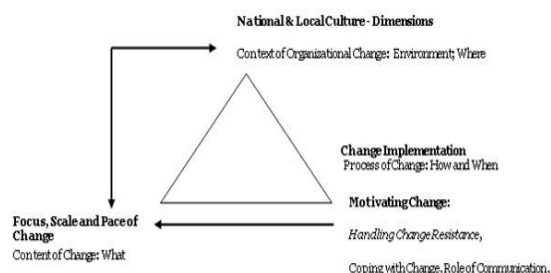 National & Local Culture - Dimensions
Context of Organizational Change: Environment; Where
Change Implementation
Process of Change: How and When
Motivating Change:
Handling Change Resistance,
Coping with Change, Role of Communication,
Focus, Scale and Pace of
Change
Content of Change: What